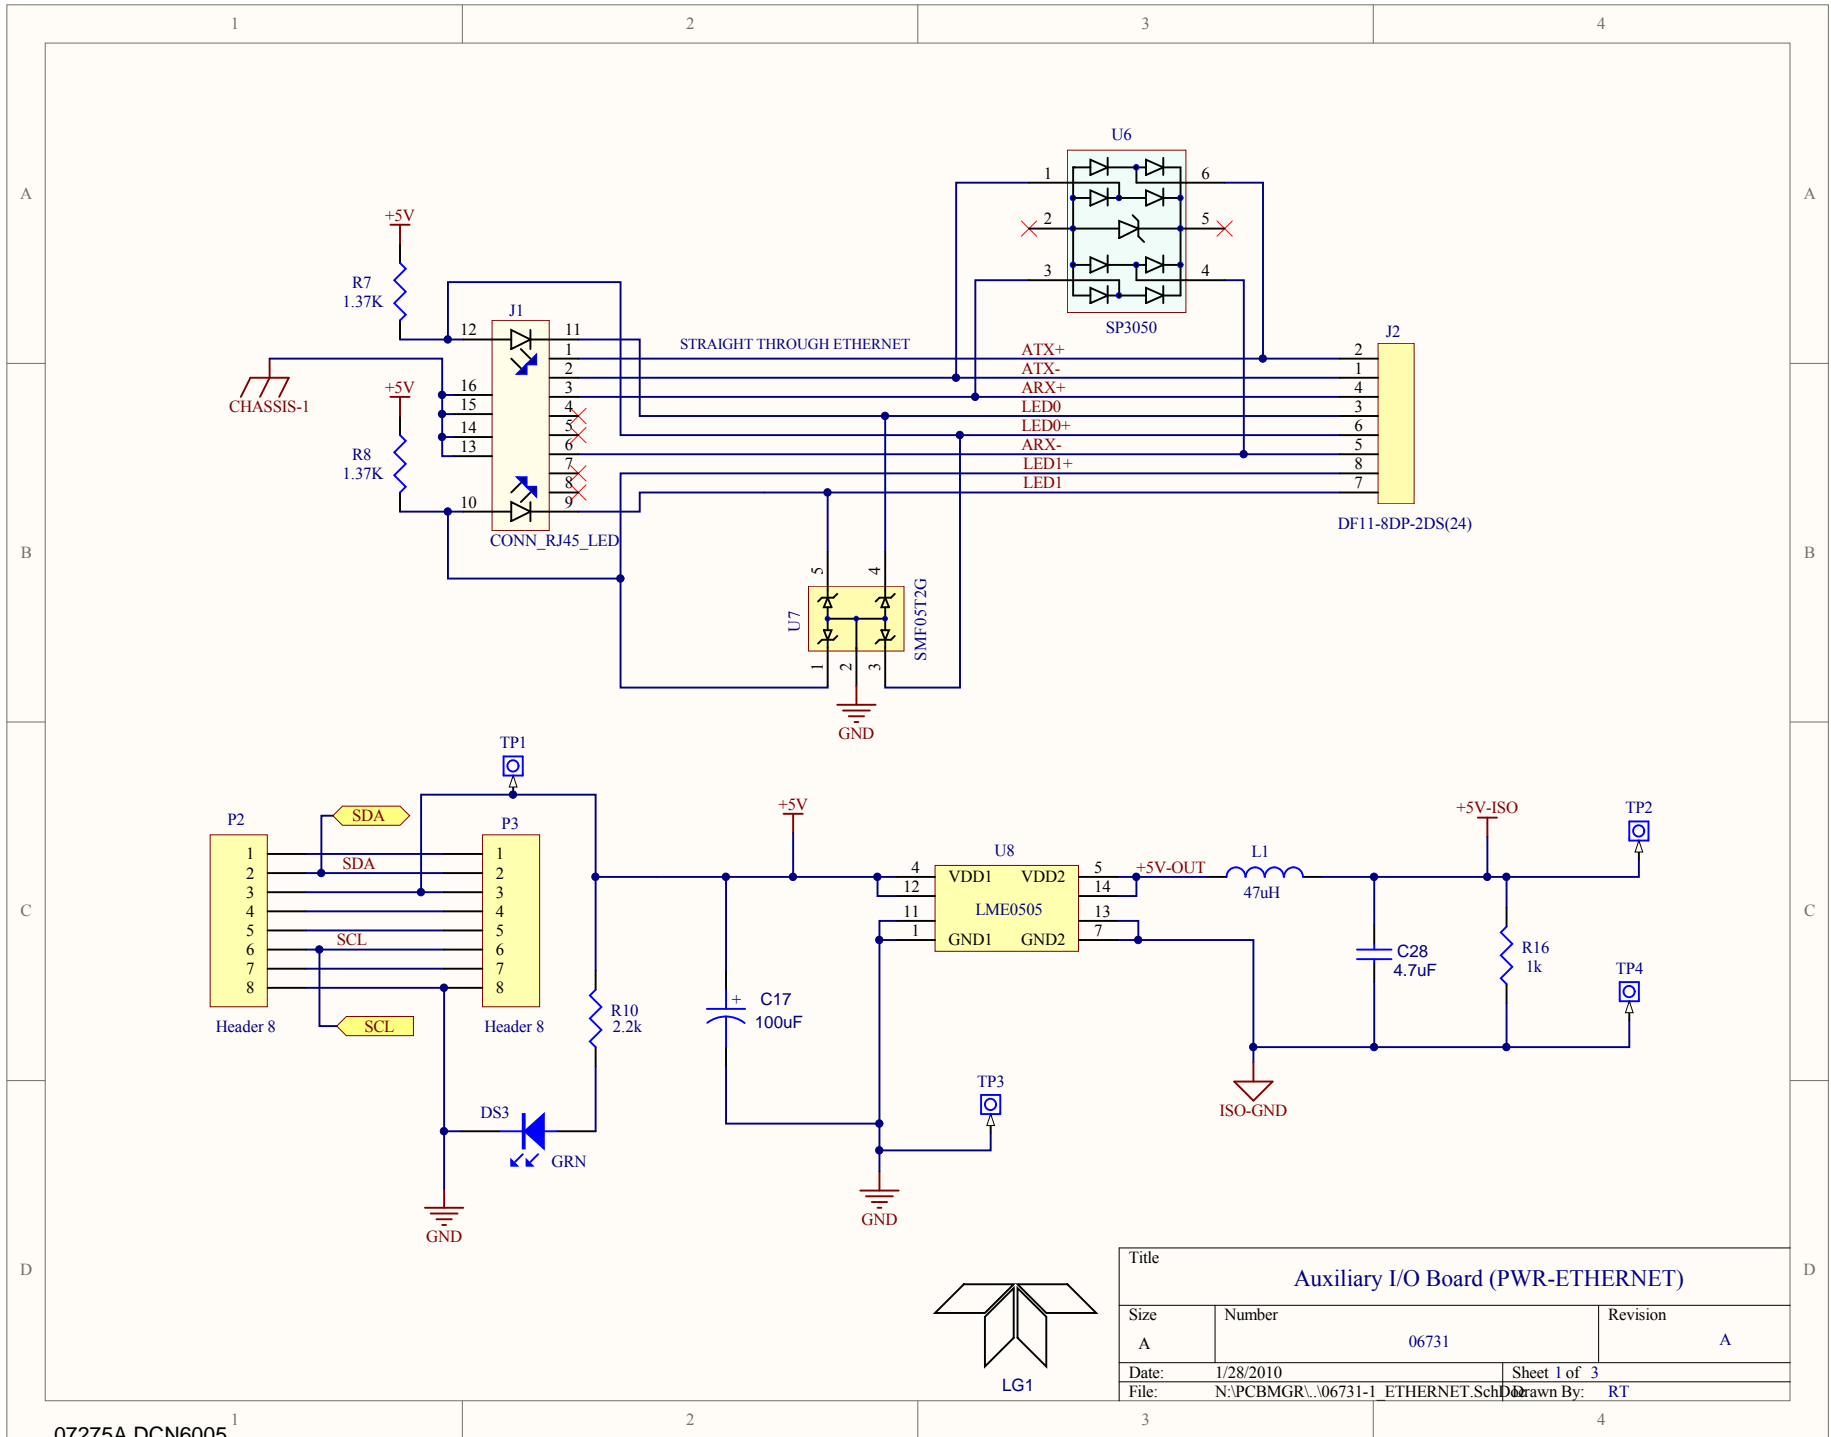 1 2 3 4
A A
B B
C C
D D
U6
1 6
2 5
3 4
SP3050
+5V
R7
1.37K
J1
12 11
1
2
3
4
5
6
7
8
10 9
16
15
14
13
CHASSIS-1
+5V
R8
1.37K
CONN_RJ45_LED
STRAIGHT THROUGH ETHERNET
ATX+
ATX-
ARX+
LED0
LED0+
ARX-
LED1+
LED1
J2
2
1
4
3
6
5
8
7
DF11-8DP-2DS(24)
5 4
U7
SMF05T2G
1 2 3
GND
TP1
P2
SDA
P3
1 1
2 SDA 2
3 3
4 4
5 5
6 SCL 6
7 7
8 8
Header 8
SCL
Header 8
R10
2.2k
DS3
GRN
GND
+5V
C17
+
100uF
U8
4 VDD1 VDD2 5
12 14
LME0505
11 13
1 GND1 GND2 7
+5V-OUT
L1
47uH
+5V-ISO
TP2
C28
4.7uF
R16
1k
TP4
ISO-GND
TP3
GND
LG1
Title
Auxiliary I/O Board (PWR-ETHERNET)
Size Number Revision
A 06731 A
Date: 1/28/2010 Sheet 1 of 3
File: N:\PCBMGR\..\06731-1_ETHERNET.SchDoc Drawn By: RT
1 2 3 4
07275A DCN6005